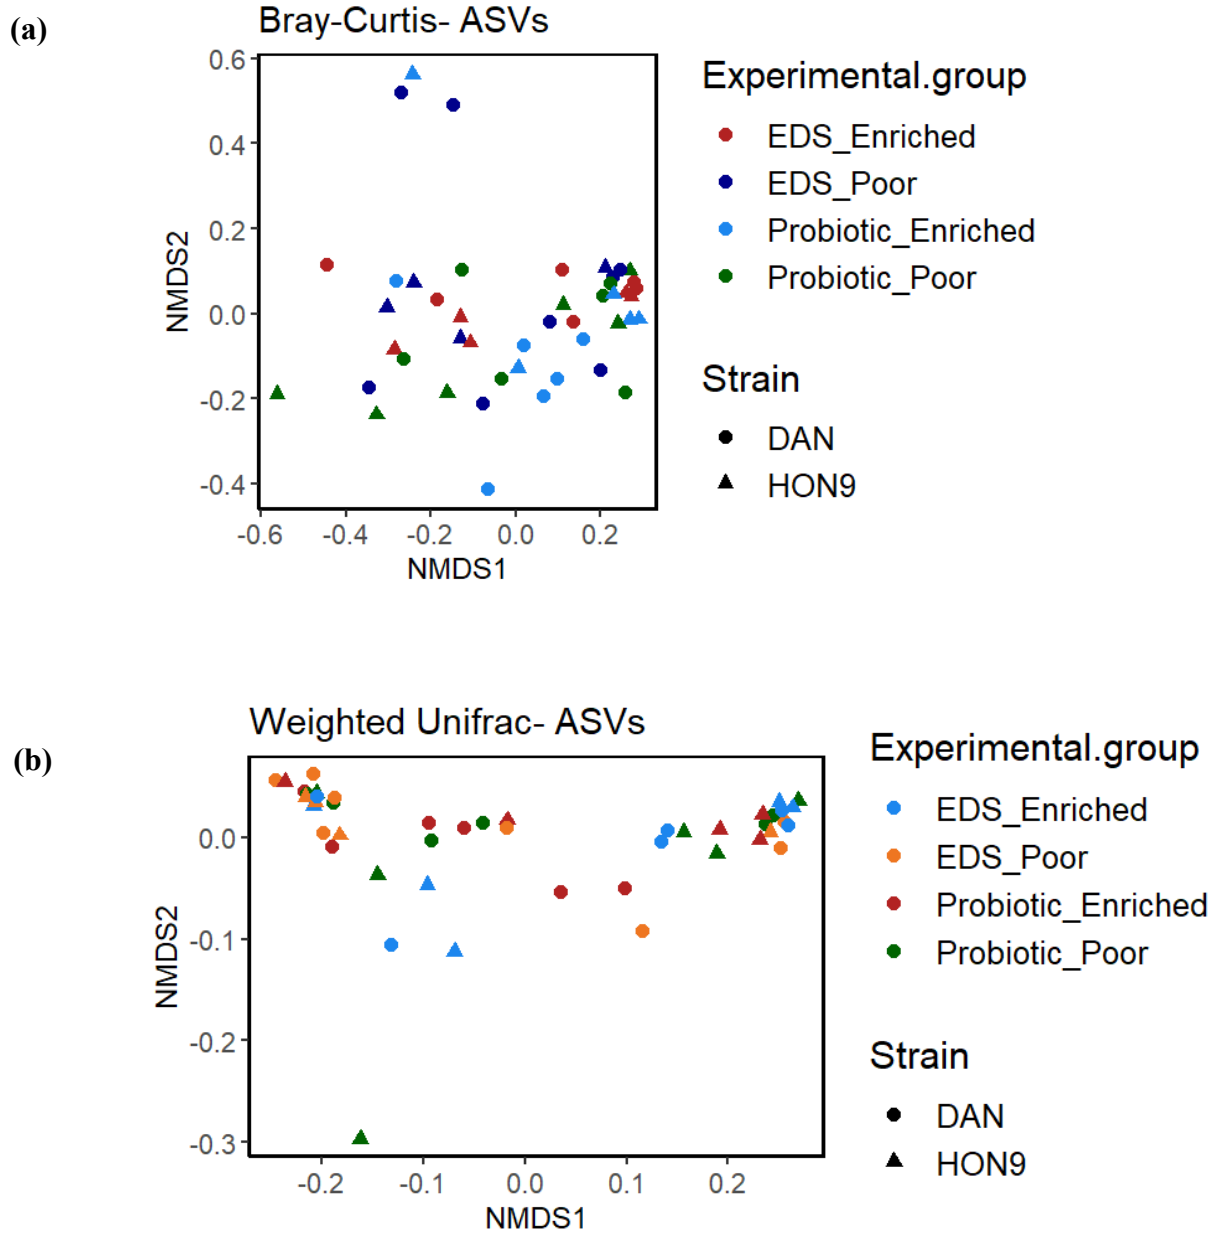 (a)
Bray-Curtis- ASVs
0.6
0.4
0.2
0.0
-0.2
-0.4
NMDS2
-0.6 -0.4 -0.2 0.0 0.2
NMDS1
Experimental.group
EDS_Enriched
EDS_Poor
Probiotic_Enriched
Probiotic_Poor
Strain
DAN
HON9
(b)
Weighted Unifrac- ASVs
0.0
-0.1
-0.2
-0.3
NMDS2
-0.2 -0.1 0.0 0.1 0.2
NMDS1
Experimental.group
EDS_Enriched
EDS_Poor
Probiotic_Enriched
Probiotic_Poor
Strain
DAN
HON9